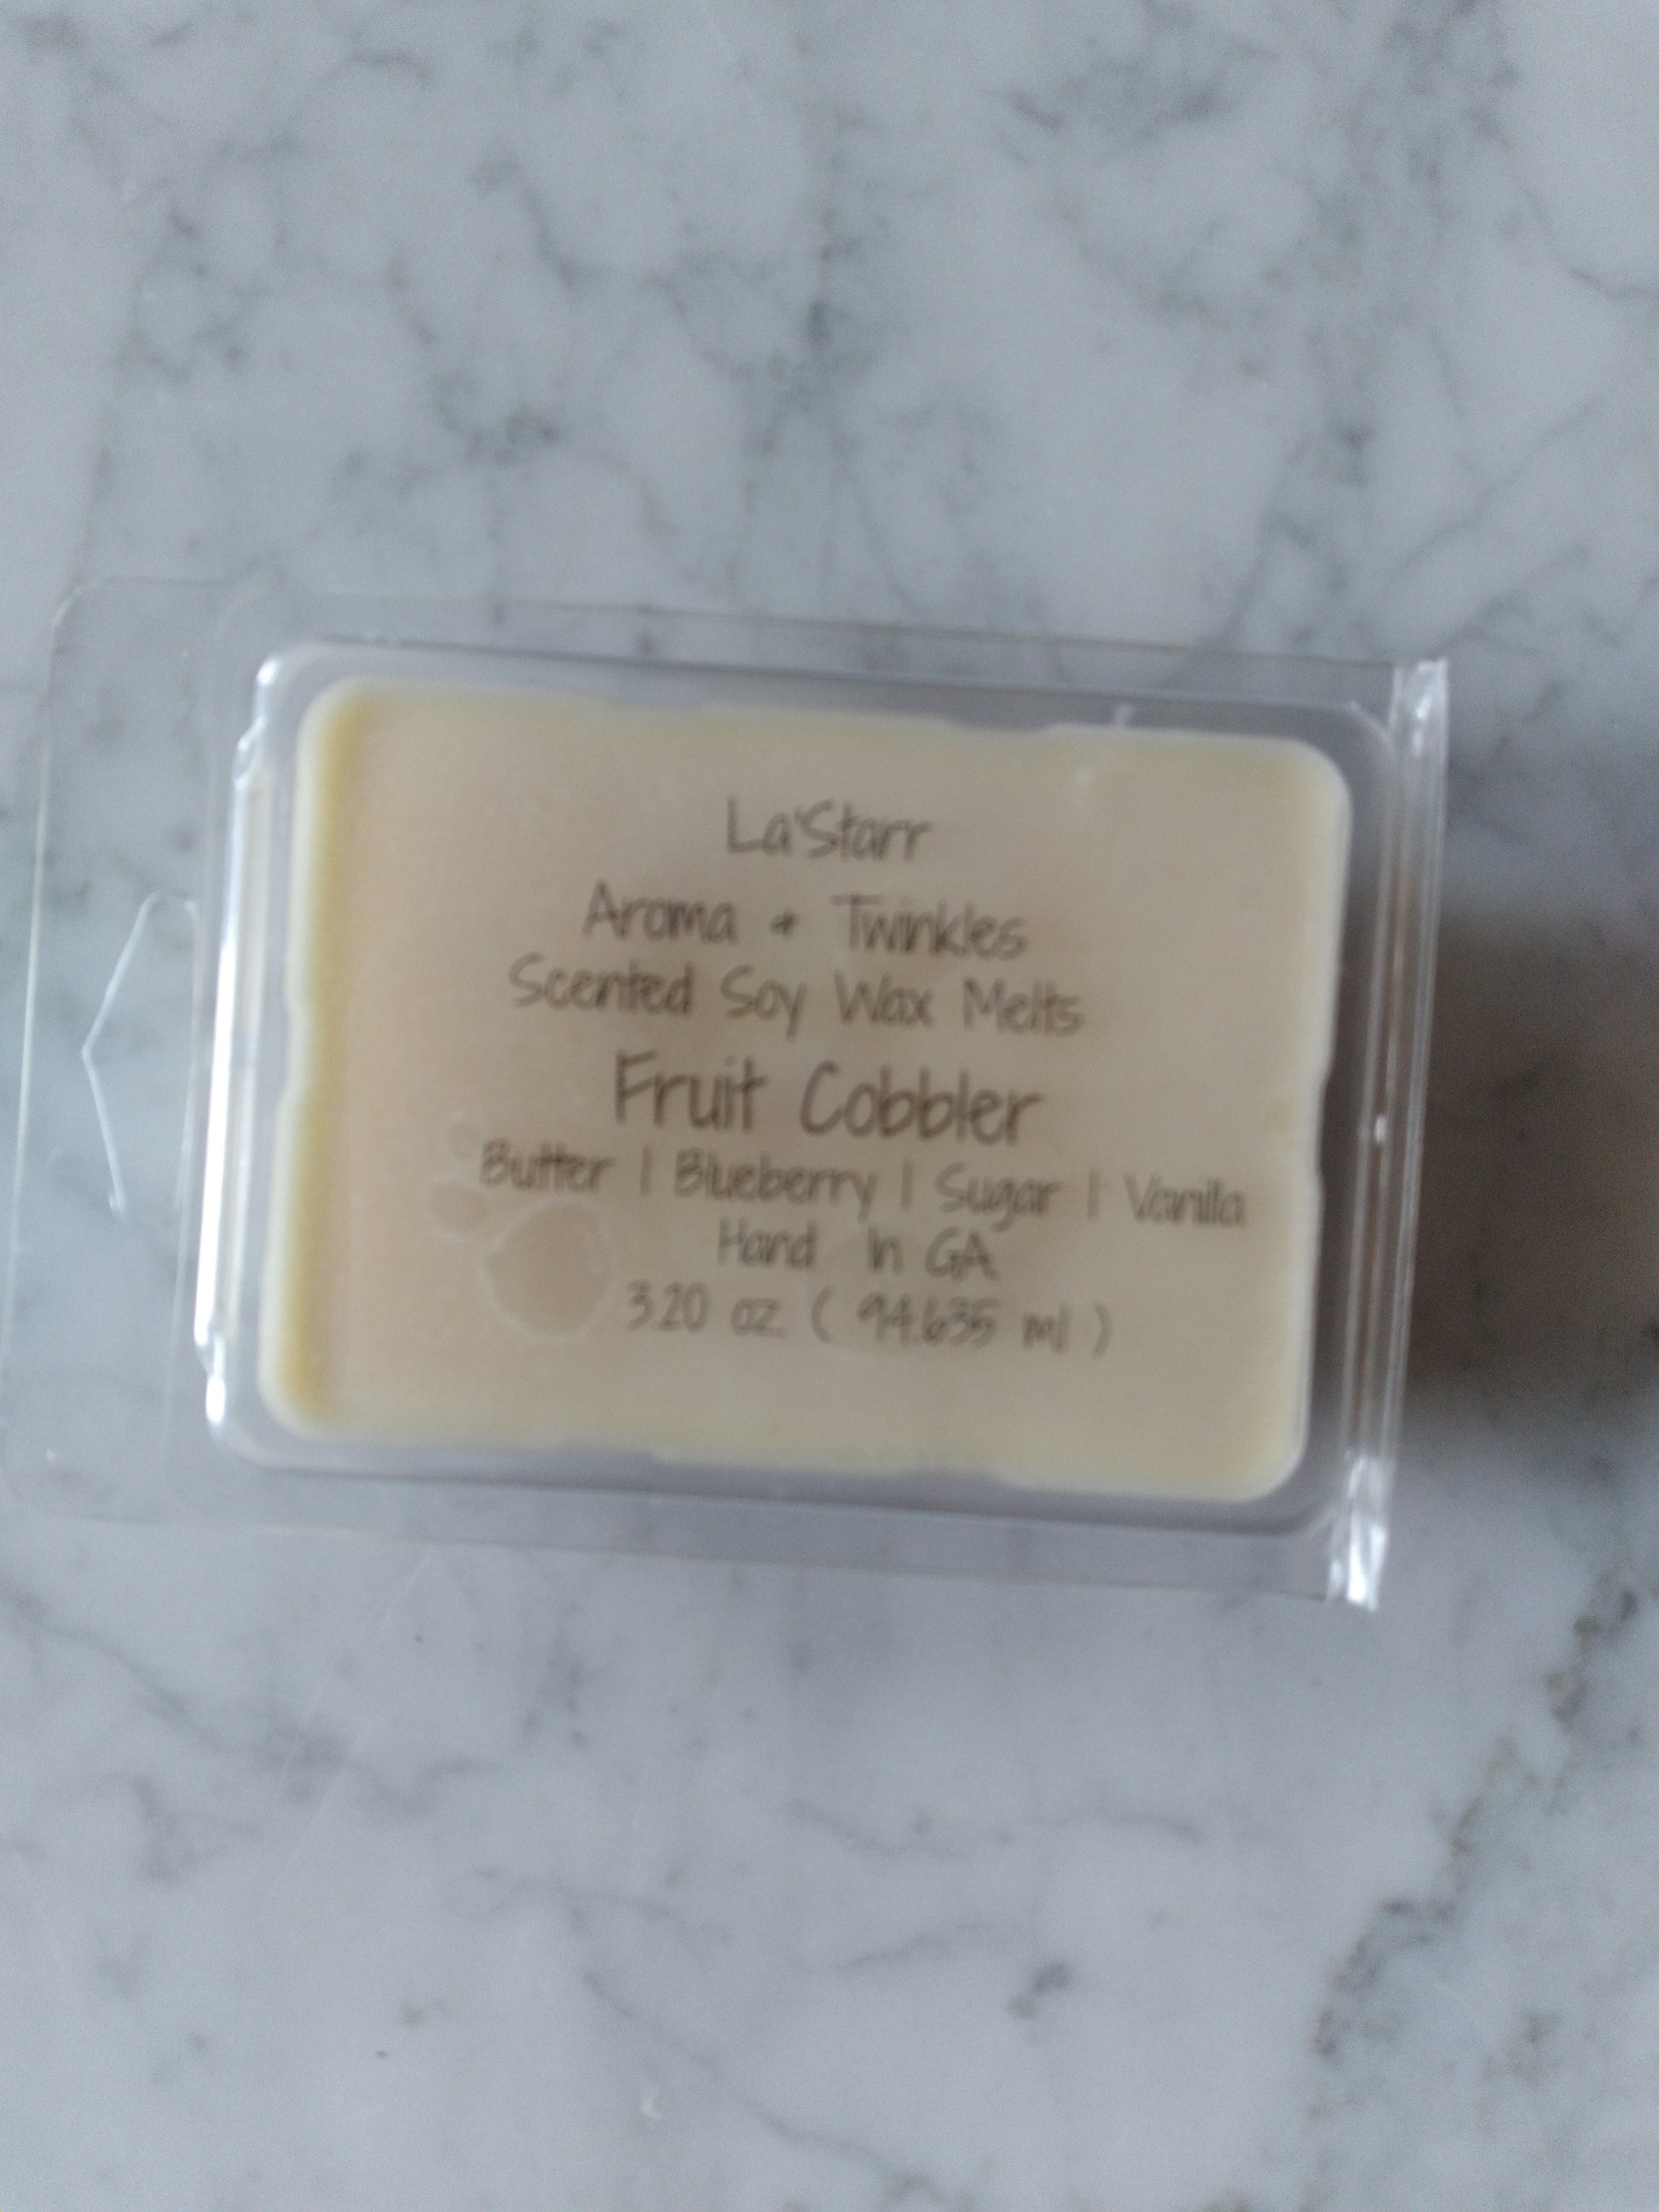 La'Starr
Aroma + Twinkles
Scented Soy Wax Melts
Fruit Cobbler
Butter | Blueberry | Sugar | Vanilla
Hand In GA
3.20 oz. ( 94.635 ml )